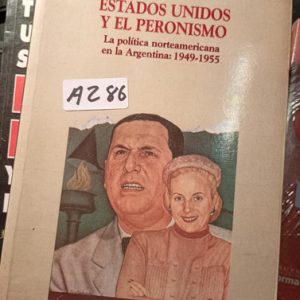 ESTADOS UNIDOS
Y EL PERONISMO
La política norteamericana
en la Argentina: 1949-1955
A286